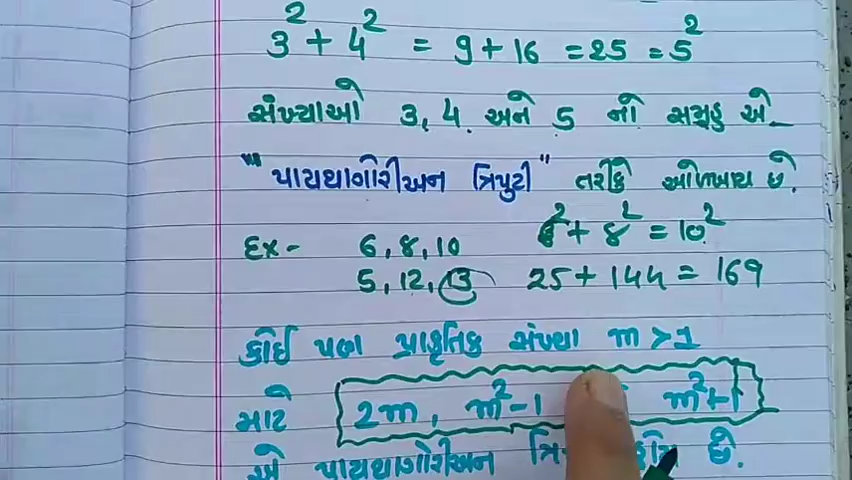 3² + 4² = 9 + 16 = 25 = 5²
સંખ્યાઓ 3, 4 અને 5 નો સમૂહ એ
"પાયથાગોરીઅન ત્રિપુટી" તરીકે ઓળખાય છે.
Ex - 6, 8, 10 6² + 8² = 10²
5, 12, 13 25 + 144 = 169
કોઈ પણ પ્રાકૃતિક સંખ્યા m > 1
માટે 2m, m² - 1 m² + 1
એ પાયથાગોરીઅન છે.